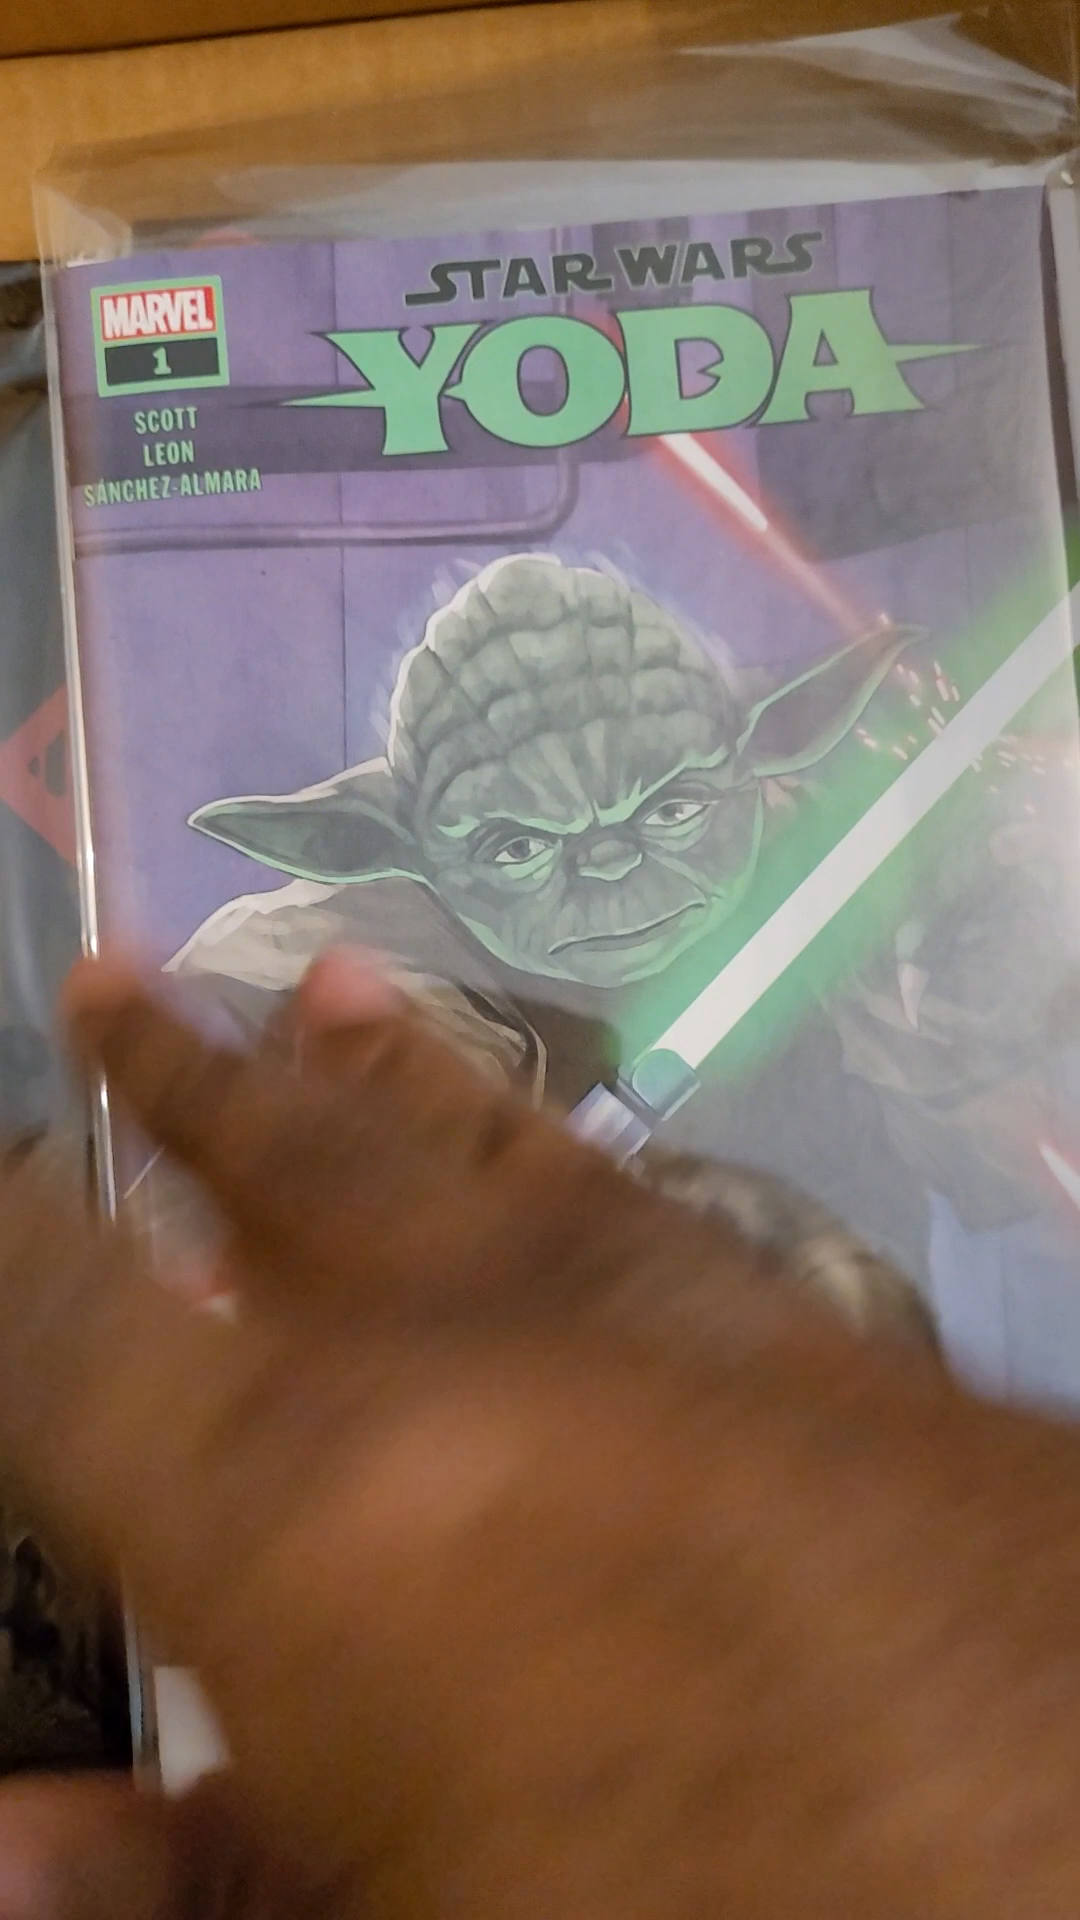 STAR WARS
YODA
MARVEL
1
SCOTT
LEON
SÁNCHEZ-ALMARA